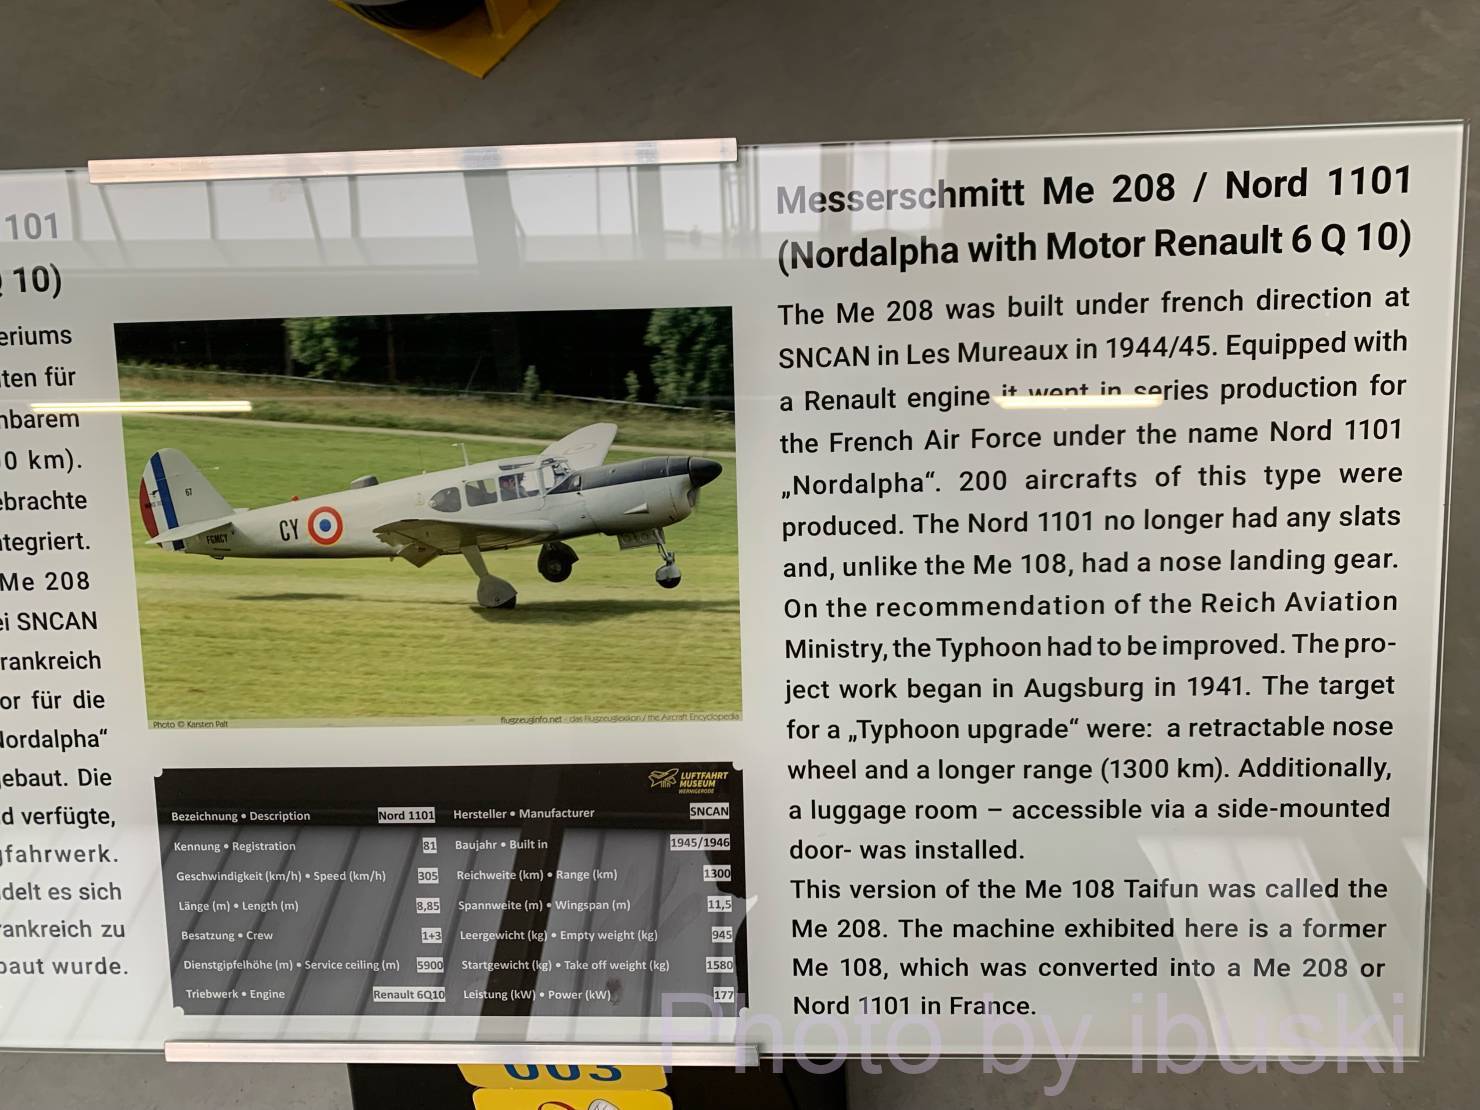 101
10)
eriums
ten für
nbarem
0 km).
ebrachte
ntegriert.
Me 208
ei SNCAN
rankreich
or für die
Nordalpha“
ebaut. Die
d verfügte,
gfahrwerk.
delt es sich
rankreich zu
baut wurde.
CY
67
FGMCY
Photo © Karsten Palt
flugzeuginfo.net - das Flugzeuglexikon / the Aircraft Encyclopedia
LUFTFAHRT
MUSEUM
WERNIGERODE
Bezeichnung • Description Nord 1101 Hersteller • Manufacturer SNCAN
Kennung • Registration 81 Baujahr • Built in 1945/1946
Geschwindigkeit (km/h) • Speed (km/h) 305 Reichweite (km) • Range (km) 1300
Länge (m) • Length (m) 8,85 Spannweite (m) • Wingspan (m) 11,5
Besatzung • Crew 1+3 Leergewicht (kg) • Empty weight (kg) 945
Dienstgipfelhöhe (m) • Service ceiling (m) 5900 Startgewicht (kg) • Take off weight (kg) 1580
Triebwerk • Engine Renault 6Q10 Leistung (kW) • Power (kW) 177
Messerschmitt Me 208 / Nord 1101
(Nordalpha with Motor Renault 6 Q 10)
The Me 208 was built under french direction at
SNCAN in Les Mureaux in 1944/45. Equipped with
a Renault engine it went in series production for
the French Air Force under the name Nord 1101
„Nordalpha“. 200 aircrafts of this type were
produced. The Nord 1101 no longer had any slats
and, unlike the Me 108, had a nose landing gear.
On the recommendation of the Reich Aviation
Ministry, the Typhoon had to be improved. The pro-
ject work began in Augsburg in 1941. The target
for a „Typhoon upgrade“ were: a retractable nose
wheel and a longer range (1300 km). Additionally,
a luggage room – accessible via a side-mounted
door- was installed.
This version of the Me 108 Taifun was called the
Me 208. The machine exhibited here is a former
Me 108, which was converted into a Me 208 or
Nord 1101 in France.
003
Photo by ibuski